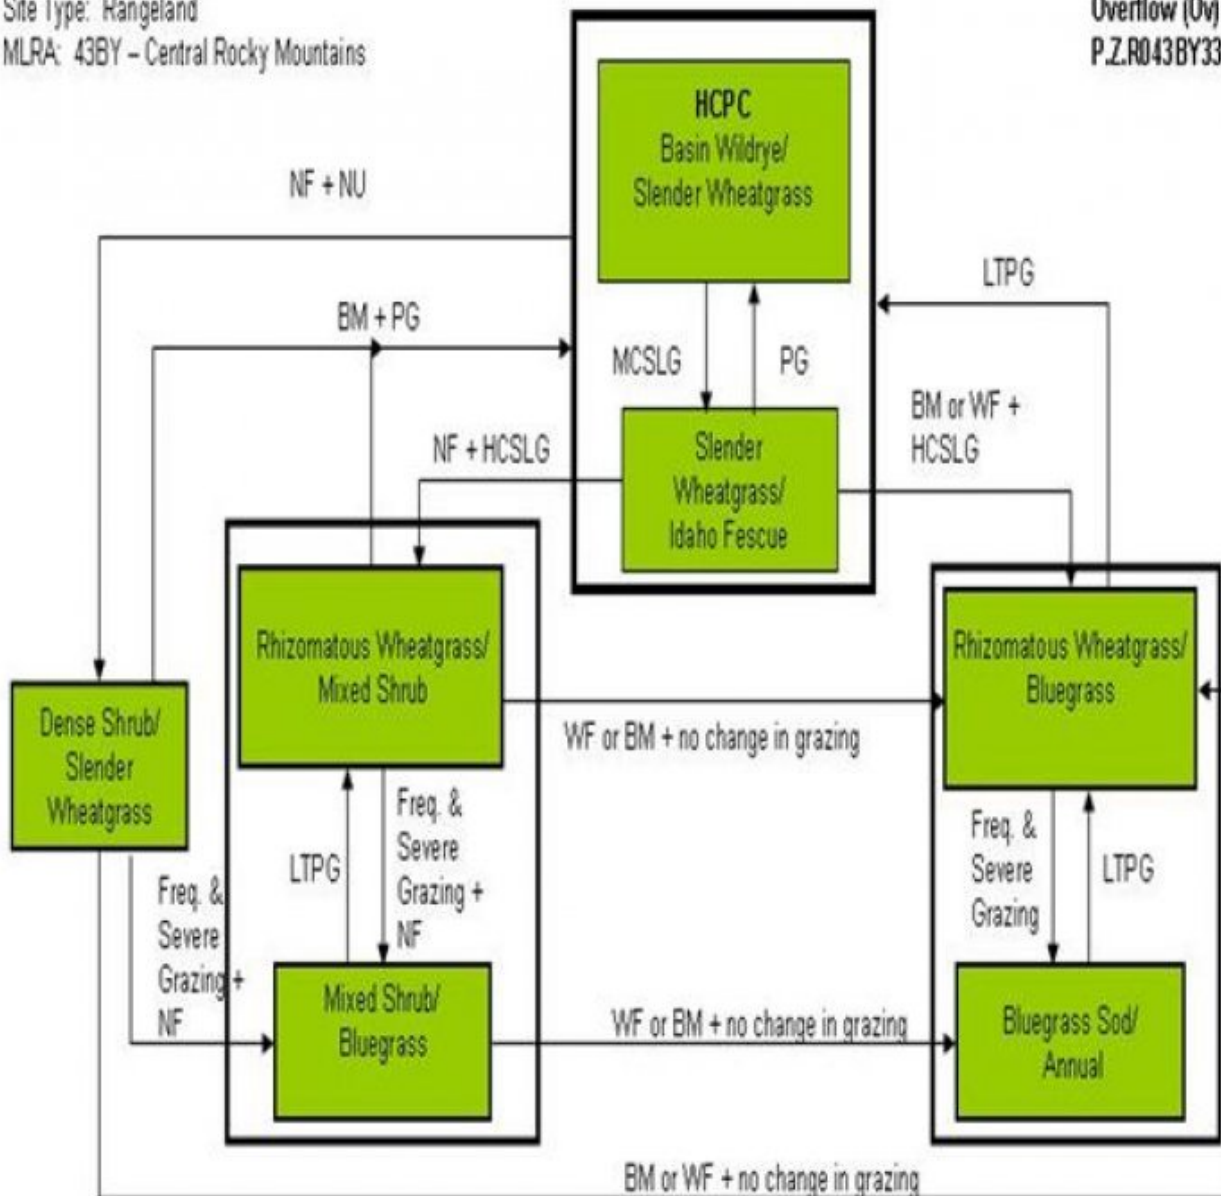 Site Type: Rangeland
MLRA: 43BY – Central Rocky Mountains
Overflow (Ov)
P.Z.R043BY33
HCPC
Basin Wildrye/
Slender Wheatgrass
NF + NU
LTPG
BM + PG
MCSLG
PG
BM or WF +
HCSLG
NF + HCSLG
Slender
Wheatgrass/
Idaho Fescue
Rhizomatous Wheatgrass/
Mixed Shrub
Rhizomatous Wheatgrass/
Bluegrass
Dense Shrub/
Slender
Wheatgrass
WF or BM + no change in grazing
Freq. &
Severe
Grazing +
NF
LTPG
Freq. &
Severe
Grazing +
NF
Freq. &
Severe
Grazing
LTPG
Mixed Shrub/
Bluegrass
WF or BM + no change in grazing
Bluegrass Sod/
Annual
BM or WF + no change in grazing